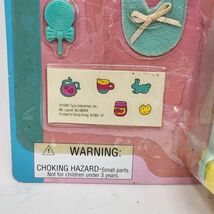 ©1995 Tyco Industries, Inc.
Mt. Laurel, NJ 08054
Printed in Hong Kong
WARNING:
CHOKING HAZARD-Small parts.
Not for children under 3 years